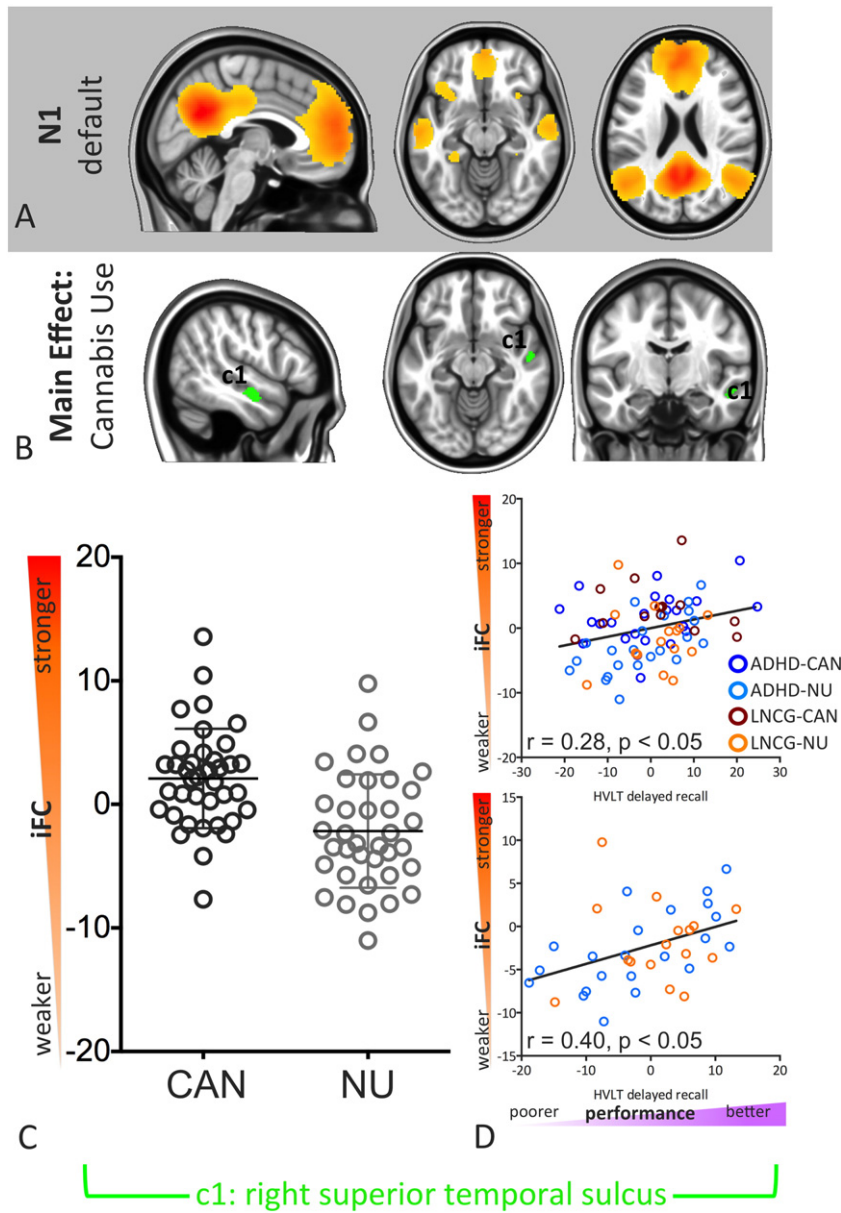 N1
default
A
Main Effect:
Cannabis Use
c1
c1
c1
B
stronger
iFC
weaker
20
10
0
-10
-20
CAN
NU
C
stronger
iFC
weaker
20
10
0
-10
-20
-30
-20
-10
0
10
20
30
r = 0.28, p < 0.05
HVLT delayed recall
ADHD-CAN
ADHD-NU
LNCG-CAN
LNCG-NU
stronger
iFC
weaker
15
10
5
0
-5
-10
-15
-20
-10
0
10
20
r = 0.40, p < 0.05
HVLT delayed recall
poorer performance better
D
c1: right superior temporal sulcus